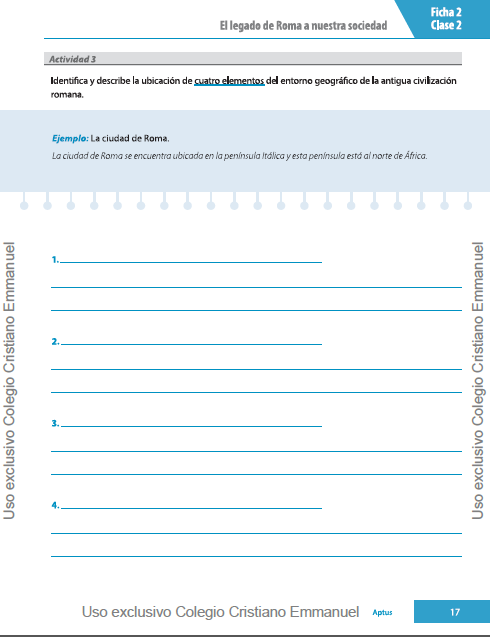 Ficha 2
El legado de Roma a nuestra sociedad
Clase 2
Actividad 3
Identifica y describe la ubicación de cuatro elementos del entorno geográfico de la antigua civilización
romana.
Ejemplo: La ciudad de Roma.
La ciudad de Roma se encuentra ubicada en la península Itálica y esta península está al norte de África.
Uso exclusivo Colegio Cristiano Emmanuel
1.
2.
3.
4.
Uso exclusivo Colegio Cristiano Emmanuel
Uso exclusivo Colegio Cristiano Emmanuel
Aptus
17